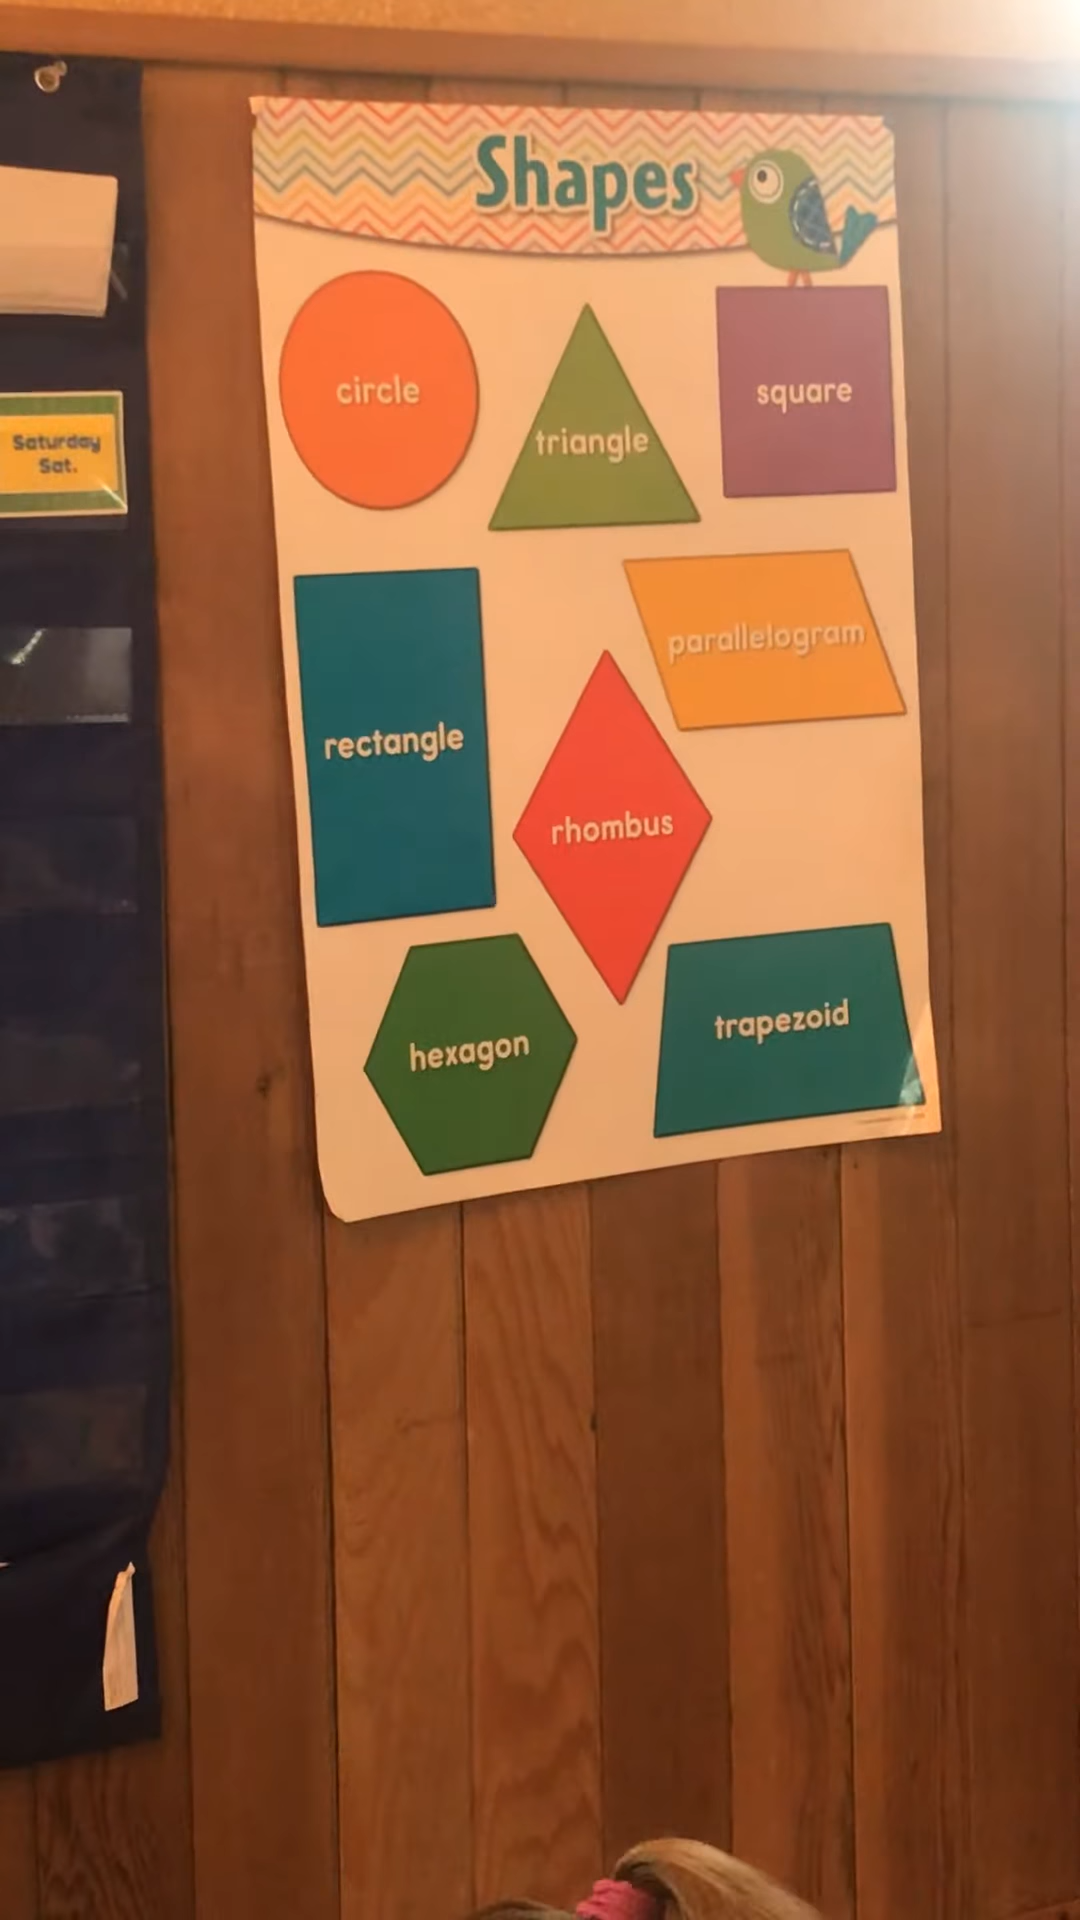 Shapes
circle
triangle
square
Saturday
Sat.
parallelogram
rectangle
rhombus
trapezoid
hexagon